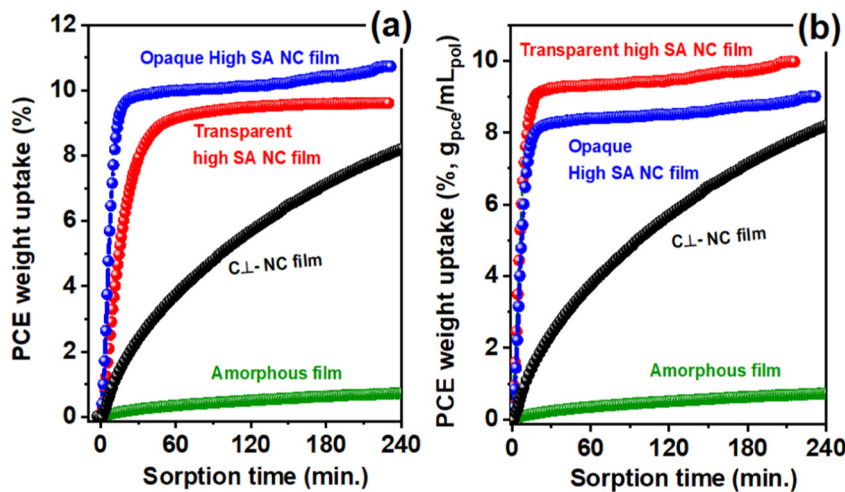 (a)
PCE weight uptake (%)
12
10
8
6
4
2
0
Opaque High SA NC film
Transparent
high SA NC film
C⊥- NC film
Amorphous film
0 60 120 180 240
Sorption time (min.)
(b)
PCE weight uptake (%, gpce/mLpol)
10
8
6
4
2
0
Transparent high SA NC film
Opaque
High SA NC film
C⊥- NC film
Amorphous film
0 60 120 180 240
Sorption time (min.)